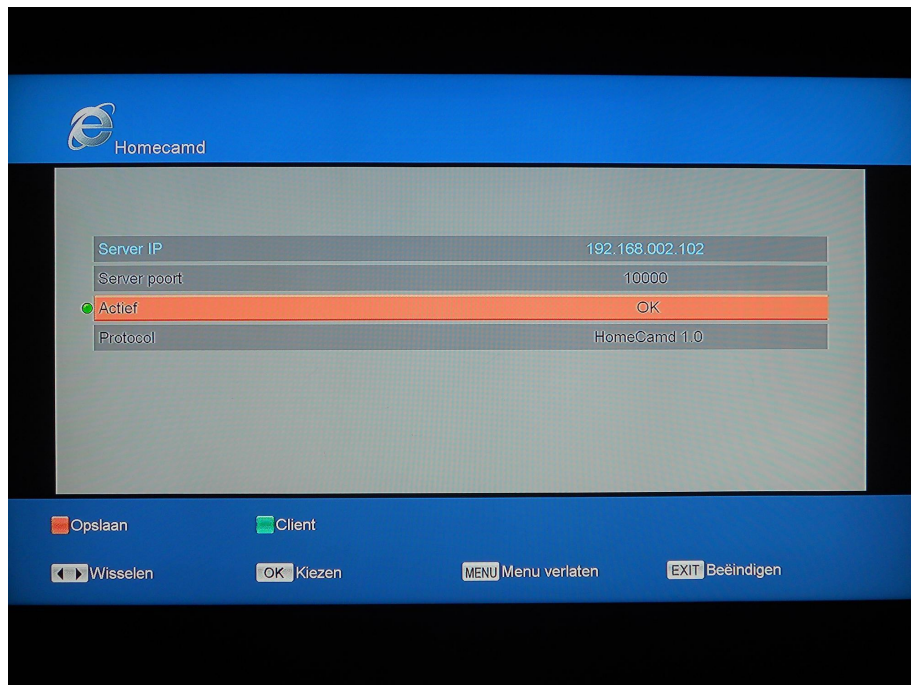 Homecamd
Server IP 192.168.002.102
Server poort 10000
Actief OK
Protocol HomeCamd 1.0
Opslaan Client
Wisselen OK Kiezen MENU Menu verlaten EXIT Beëindigen